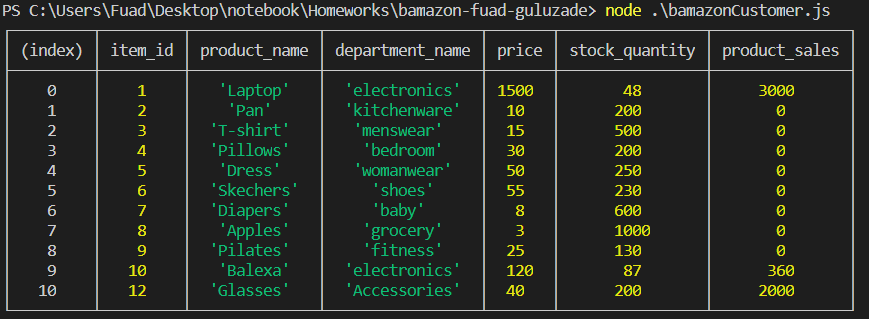 PS C:\Users\Fuad\Desktop\notebook\Homeworks\bamazon-fuad-guluzade> node .\bamazonCustomer.js
(index) item_id product_name department_name price stock_quantity product_sales
0 1 'Laptop' 'electronics' 1500 48 3000
1 2 'Pan' 'kitchenware' 10 200 0
2 3 'T-shirt' 'menswear' 15 500 0
3 4 'Pillows' 'bedroom' 30 200 0
4 5 'Dress' 'womanwear' 50 250 0
5 6 'Skechers' 'shoes' 55 230 0
6 7 'Diapers' 'baby' 8 600 0
7 8 'Apples' 'grocery' 3 1000 0
8 9 'Pilates' 'fitness' 25 130 0
9 10 'Balexa' 'electronics' 120 87 360
10 12 'Glasses' 'Accessories' 40 200 2000